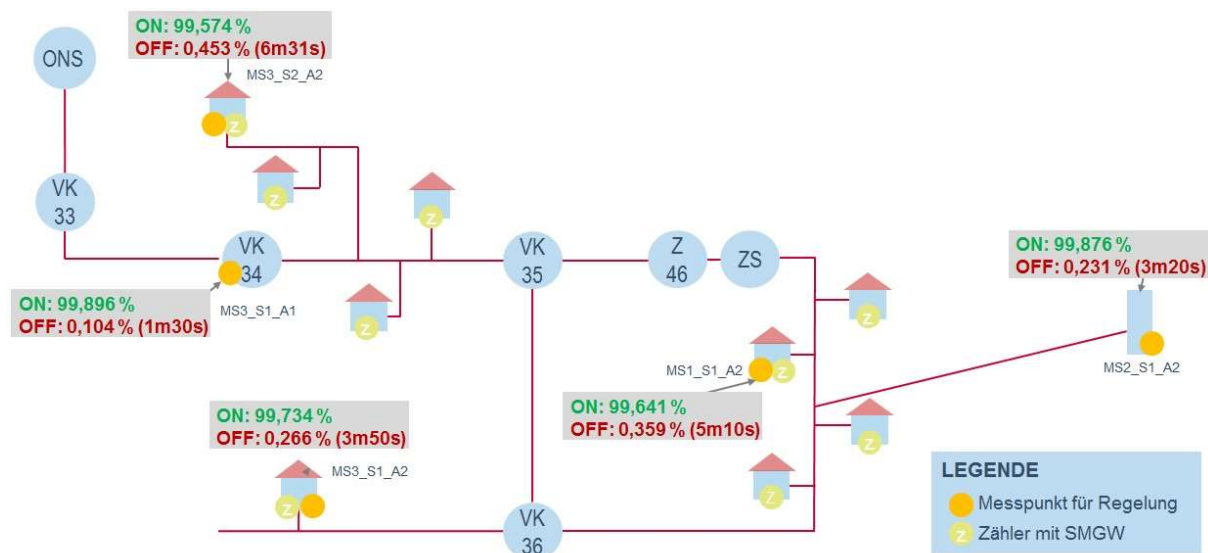 ON: 99,574 %
OFF: 0,453 % (6m31s)
ONS
MS3_S2_A2
Z
Z
VK
33
Z
VK
34
VK
35
Z
46
ZS
ON: 99,876 %
OFF: 0,231 % (3m20s)
ON: 99,896 %
OFF: 0,104 % (1m30s)
MS3_S1_A1
Z
Z
MS1_S1_A2
Z
MS2_S1_A2
ON: 99,641 %
OFF: 0,359 % (5m10s)
ON: 99,734 %
OFF: 0,266 % (3m50s)
Z
MS3_S1_A2
Z
Z
VK
36
LEGENDE
Messpunkt für Regelung
Z
Zähler mit SMGW